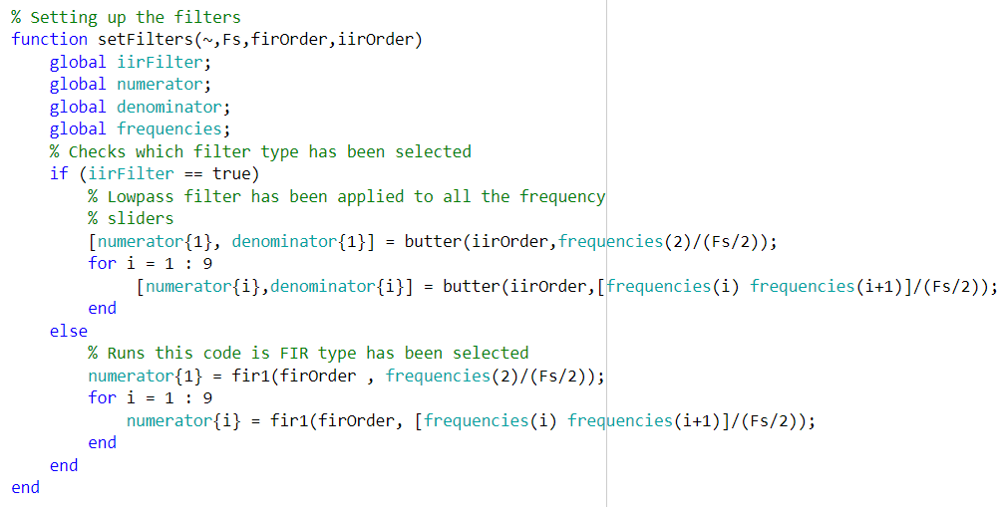 % Setting up the filters
function setFilters(~,Fs,firOrder,iirOrder)
    global iirFilter;
    global numerator;
    global denominator;
    global frequencies;
    % Checks which filter type has been selected
    if (iirFilter == true)
        % Lowpass filter has been applied to all the frequency
        % sliders
        [numerator{1}, denominator{1}] = butter(iirOrder,frequencies(2)/(Fs/2));
        for i = 1 : 9
             [numerator{i},denominator{i}] = butter(iirOrder,[frequencies(i) frequencies(i+1)]/(Fs/2));
        end
    else
        % Runs this code is FIR type has been selected
        numerator{1} = fir1(firOrder , frequencies(2)/(Fs/2));
        for i = 1 : 9
            numerator{i} = fir1(firOrder, [frequencies(i) frequencies(i+1)]/(Fs/2));
        end
    end
end